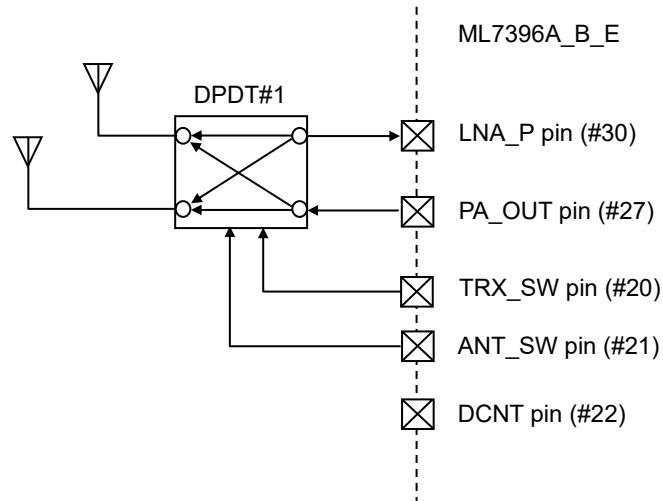 ML7396A_B_E
DPDT#1
LNA_P pin (#30)
PA_OUT pin (#27)
TRX_SW pin (#20)
ANT_SW pin (#21)
DCNT pin (#22)